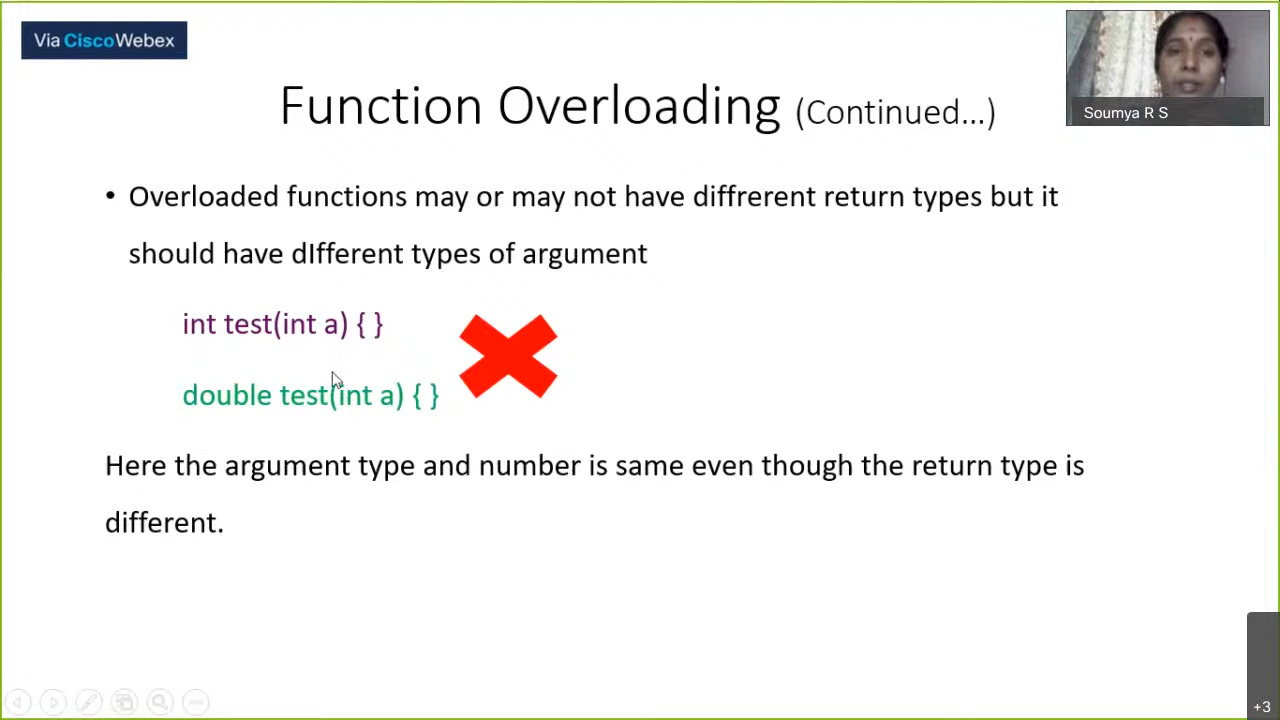 Via CiscoWebex
Soumya R S
Function Overloading (Continued...)
• Overloaded functions may or may not have diffrerent return types but it
should have dIfferent types of argument
int test(int a) { }
double test(int a) { }
Here the argument type and number is same even though the return type is
different.
+3